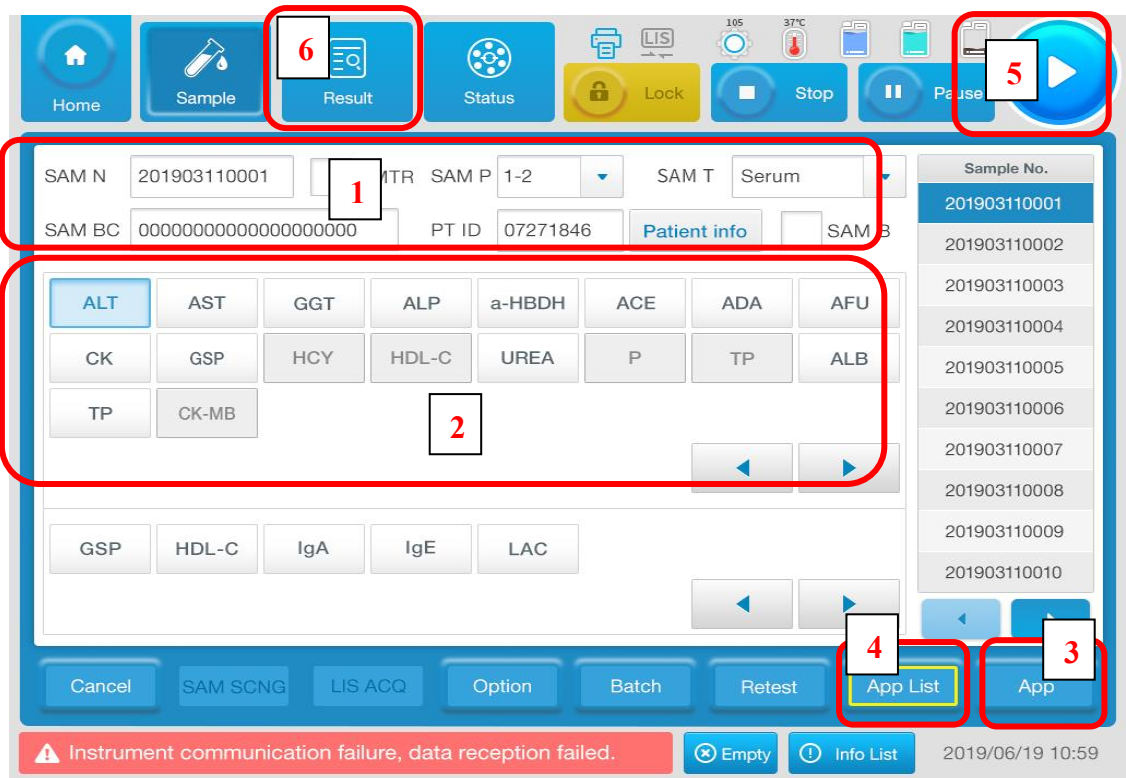 105 37°C
LIS
6 5
Home Sample Result Status Lock Stop Pause
SAM N 201903110001 MTR SAM P 1-2 SAM T Serum
1
SAM BC 00000000000000000000 PT ID 07271846 Patient info SAM B
ALT AST GGT ALP a-HBDH ACE ADA AFU
CK GSP HCY HDL-C UREA P TP ALB
TP CK-MB
2
GSP HDL-C IgA IgE LAC
Sample No.
201903110001
201903110002
201903110003
201903110004
201903110005
201903110006
201903110007
201903110008
201903110009
201903110010
4 3
Cancel SAM SCNG LIS ACQ Option Batch Retest App List App
Instrument communication failure, data reception failed. Empty Info List 2019/06/19 10:59